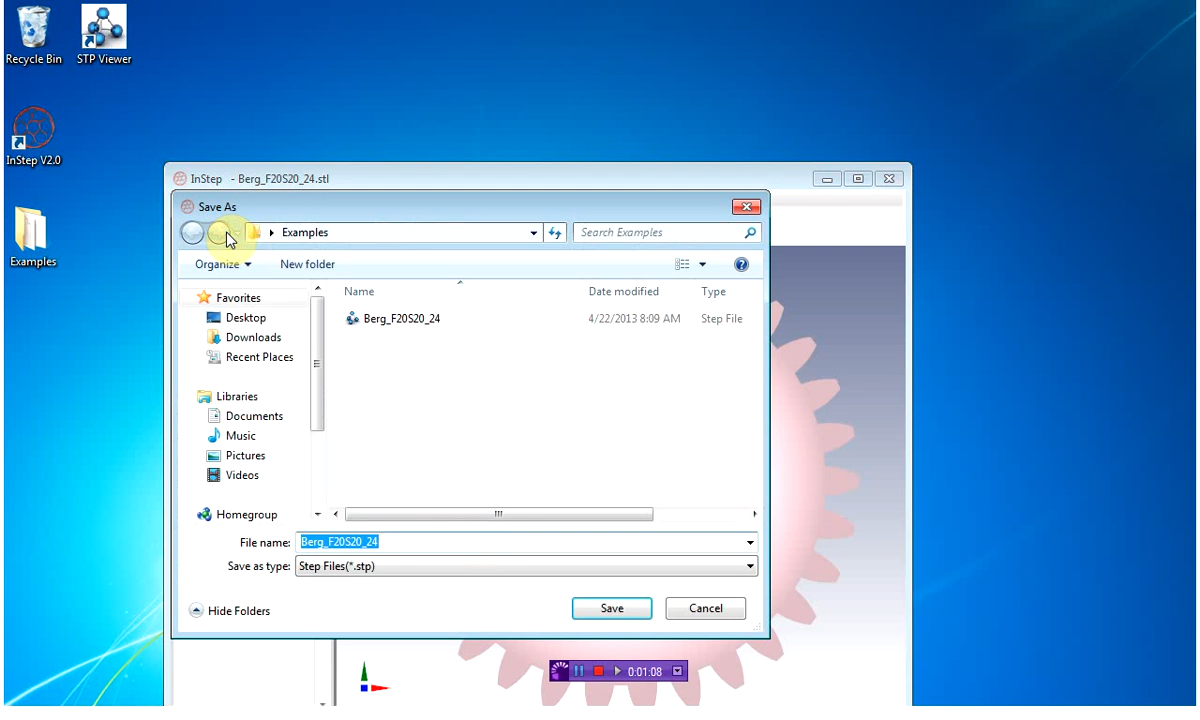 Recycle Bin
STP Viewer
InStep V2.0
Examples
InStep - Berg_F20S20_24.stl
Save As
Examples
Search Examples
Organize
New folder
Name
Date modified
Type
Berg_F20S20_24
4/22/2013 8:09 AM
Step File
Favorites
Desktop
Downloads
Recent Places
Libraries
Documents
Music
Pictures
Videos
Homegroup
File name: Berg_F20S20_24
Save as type: Step Files(*.stp)
Hide Folders
Save
Cancel
0:01:08